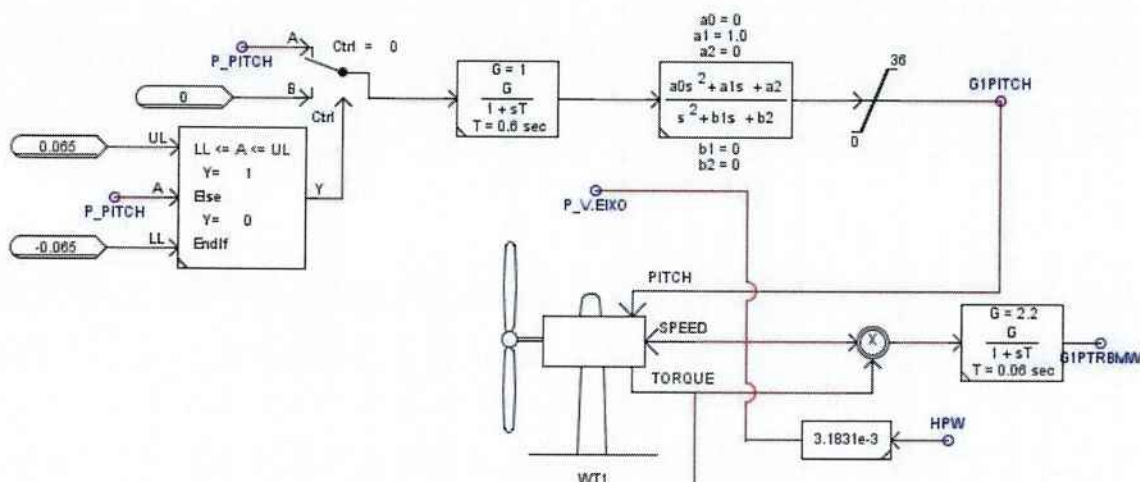 a0 = 0
a1 = 1.0
a2 = 0
P_PITCH
A
Ctrl = 0
0
B
Ctrl
G = 1
G
1 + sT
T = 0.6 sec
a0s² + a1s + a2
s² + b1s + b2
b1 = 0
b2 = 0
36
0
G1PITCH
0.065
UL
P_PITCH
A
-0.065
LL
LL <= A <= UL
Y= 1
Else
Y= 0
EndIf
Y
P_V.EIXO
PITCH
SPEED
TORQUE
X
G = 2.2
G
1 + sT
T = 0.06 sec
G1PTRBMW
3.1831e-3
HPW
WT1